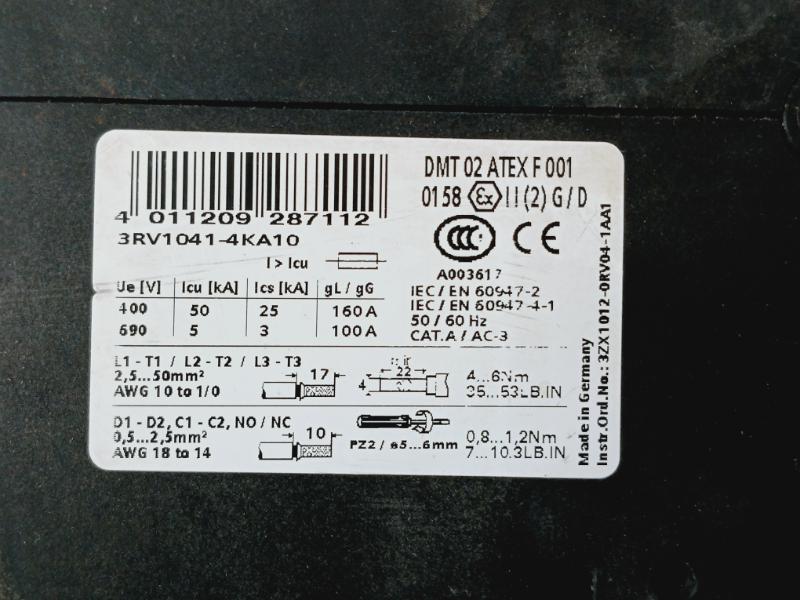 4 011209 287112
3RV1041-4KA10
I > Icu
Ue [V] Icu [kA] Ics [kA] gL / gG
400 50 25 160 A
690 5 3 100 A
DMT 02 ATEX F 001
0158 Ex II (2) G / D
CCC CE
A003617
IEC / EN 60947-2
IEC / EN 60947-4-1
50 / 60 Hz
CAT. A / AC-3
L1 - T1 / L2 - T2 / L3 - T3
2,5...50mm²
AWG 10 to 1/0
17
22
4
4...6Nm
35...53LB.IN
D1 - D2, C1 - C2, NO / NC
0,5...2,5mm²
AWG 18 to 14
10
PZ2 / ø5...6mm
0,8...1,2Nm
7...10.3LB.IN
Made in Germany
Instr.Ord.No.: 3ZX1012-0RV04-1AA1